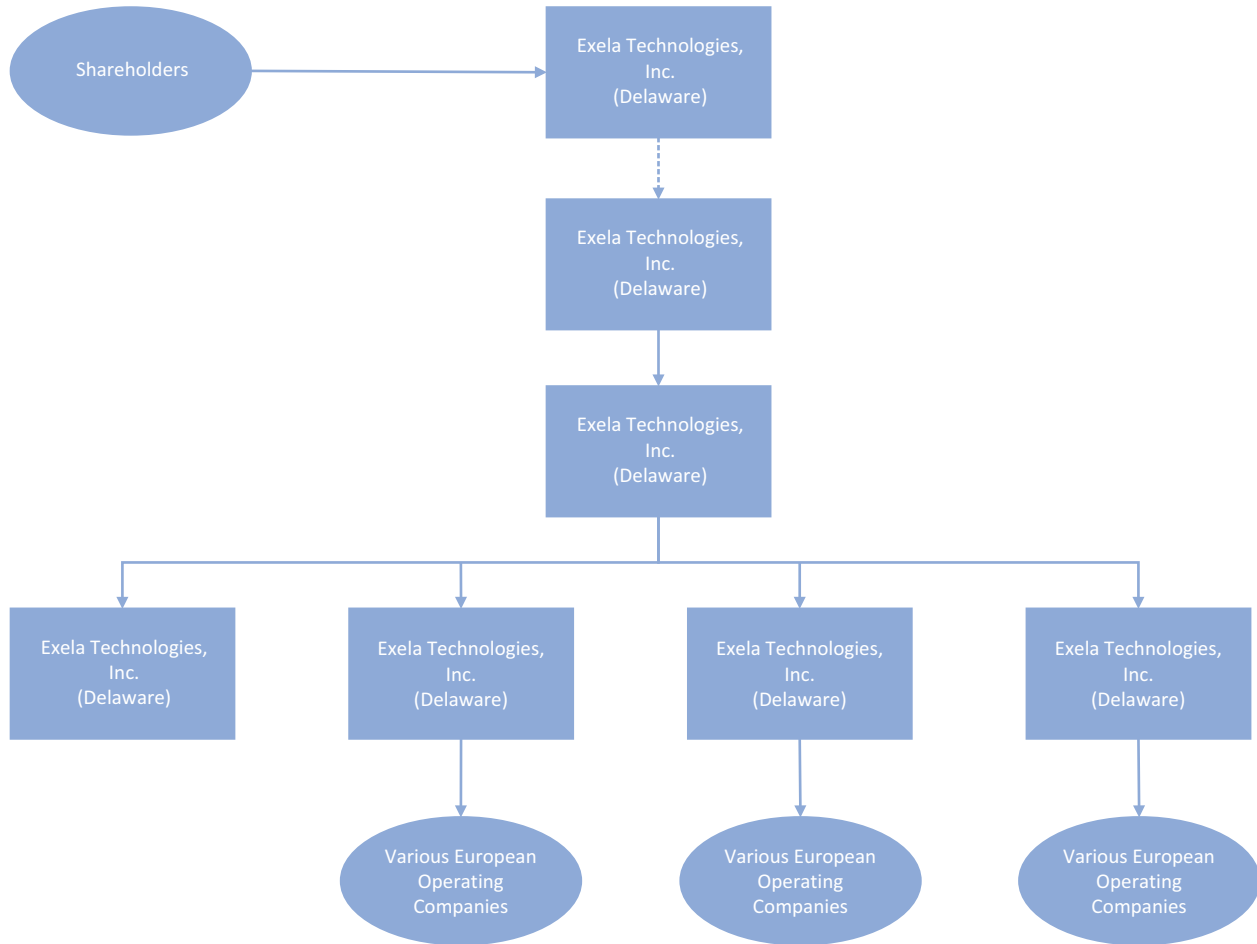 Shareholders
Exela Technologies,
Inc.
(Delaware)
Exela Technologies,
Inc.
(Delaware)
Exela Technologies,
Inc.
(Delaware)
Exela Technologies,
Inc.
(Delaware)
Exela Technologies,
Inc.
(Delaware)
Exela Technologies,
Inc.
(Delaware)
Exela Technologies,
Inc.
(Delaware)
Various European
Operating
Companies
Various European
Operating
Companies
Various European
Operating
Companies